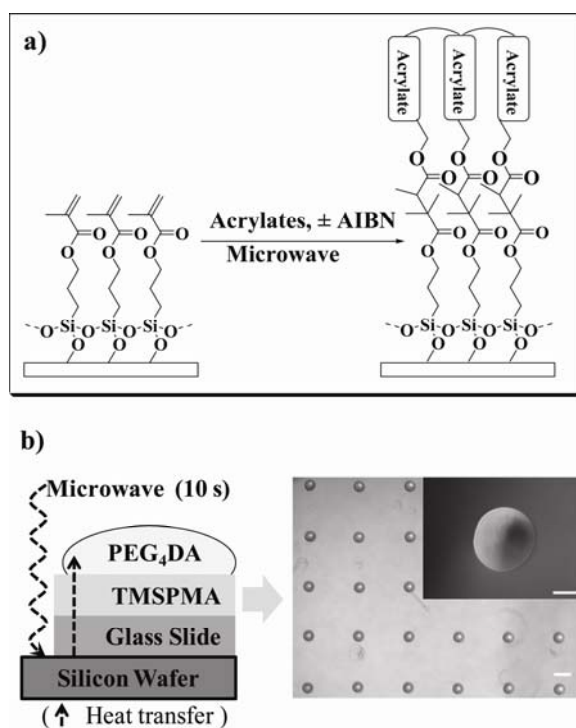 a)
Acrylate Acrylate Acrylate
O O O
O O O
O O O
O O O
O O O
O O O
Acrylates, ± AIBN
Microwave
Si Si Si
O O O O
Si Si Si
O O O O
b)
Microwave (10 s)
PEG₄DA
TMSPMA
Glass Slide
Silicon Wafer
( Heat transfer )